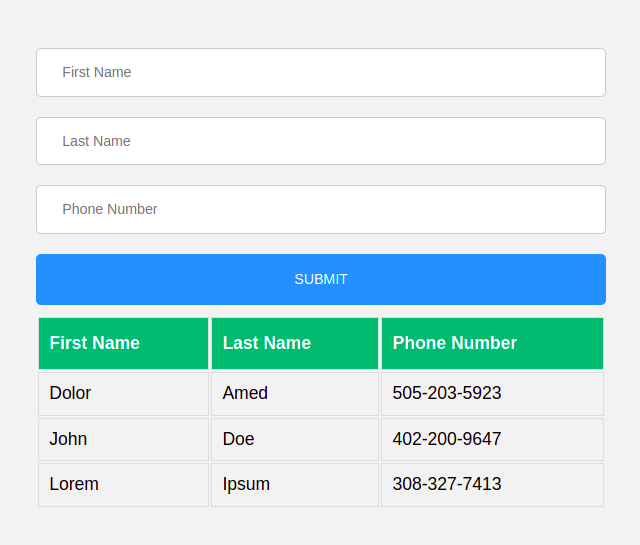 First Name
Last Name
Phone Number
SUBMIT
First Name Last Name Phone Number
Dolor Amed 505-203-5923
John Doe 402-200-9647
Lorem Ipsum 308-327-7413